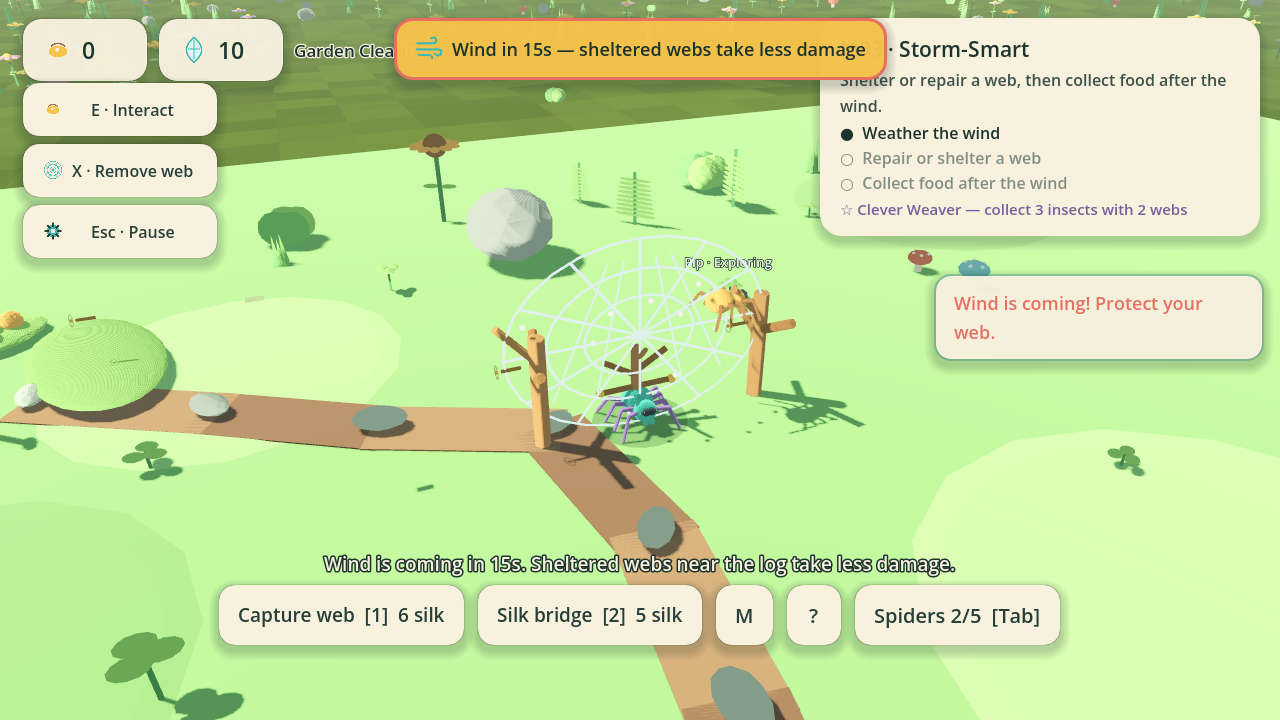 0
10
Garden Clea
Wind in 15s — sheltered webs take less damage
· Storm-Smart
Shelter or repair a web, then collect food after the
wind.
Weather the wind
Repair or shelter a web
Collect food after the wind
☆ Clever Weaver — collect 3 insects with 2 webs
E · Interact
X · Remove web
Esc · Pause
Pip · Exploring
Wind is coming! Protect your
web.
Wind is coming in 15s. Sheltered webs near the log take less damage.
Capture web [1] 6 silk
Silk bridge [2] 5 silk
M
?
Spiders 2/5 [Tab]